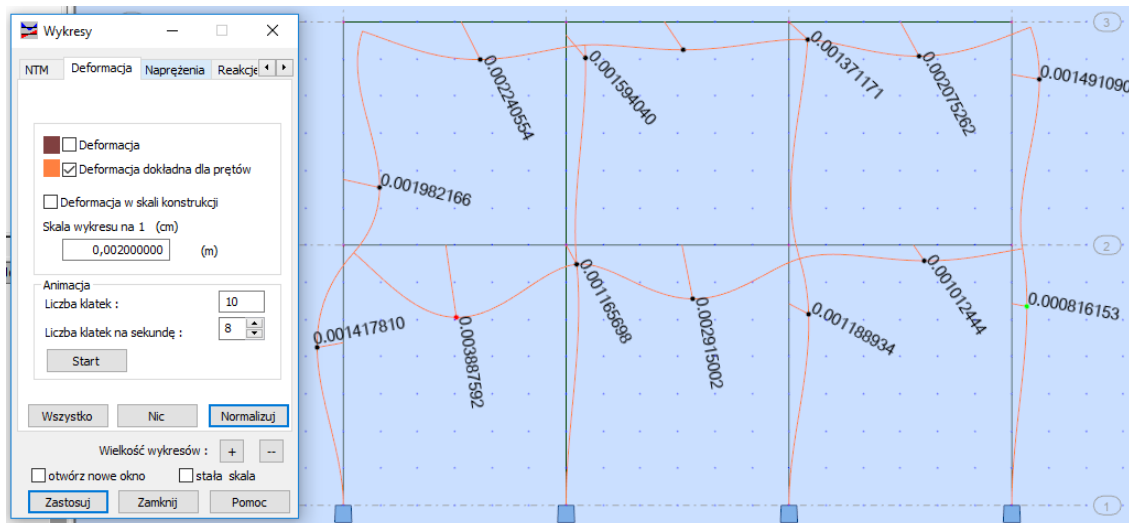 Wykresy
NTM Deformacja Naprężenia Reakcje
Deformacja
Deformacja dokładna dla prętów
Deformacja w skali konstrukcji
Skala wykresu na 1 (cm)
0,002000000 (m)
Animacja
Liczba klatek : 10
Liczba klatek na sekundę : 8
Start
Wszystko Nic Normalizuj
Wielkość wykresów : + --
otwórz nowe okno stała skala
Zastosuj Zamknij Pomoc
3
0.002240554
0.001594040
0.001371171
0.002075262
0.001491090
0.001982166
2
0.001417810
0.003887592
0.001165698
0.002915002
0.001188934
0.001012444
0.000816153
1